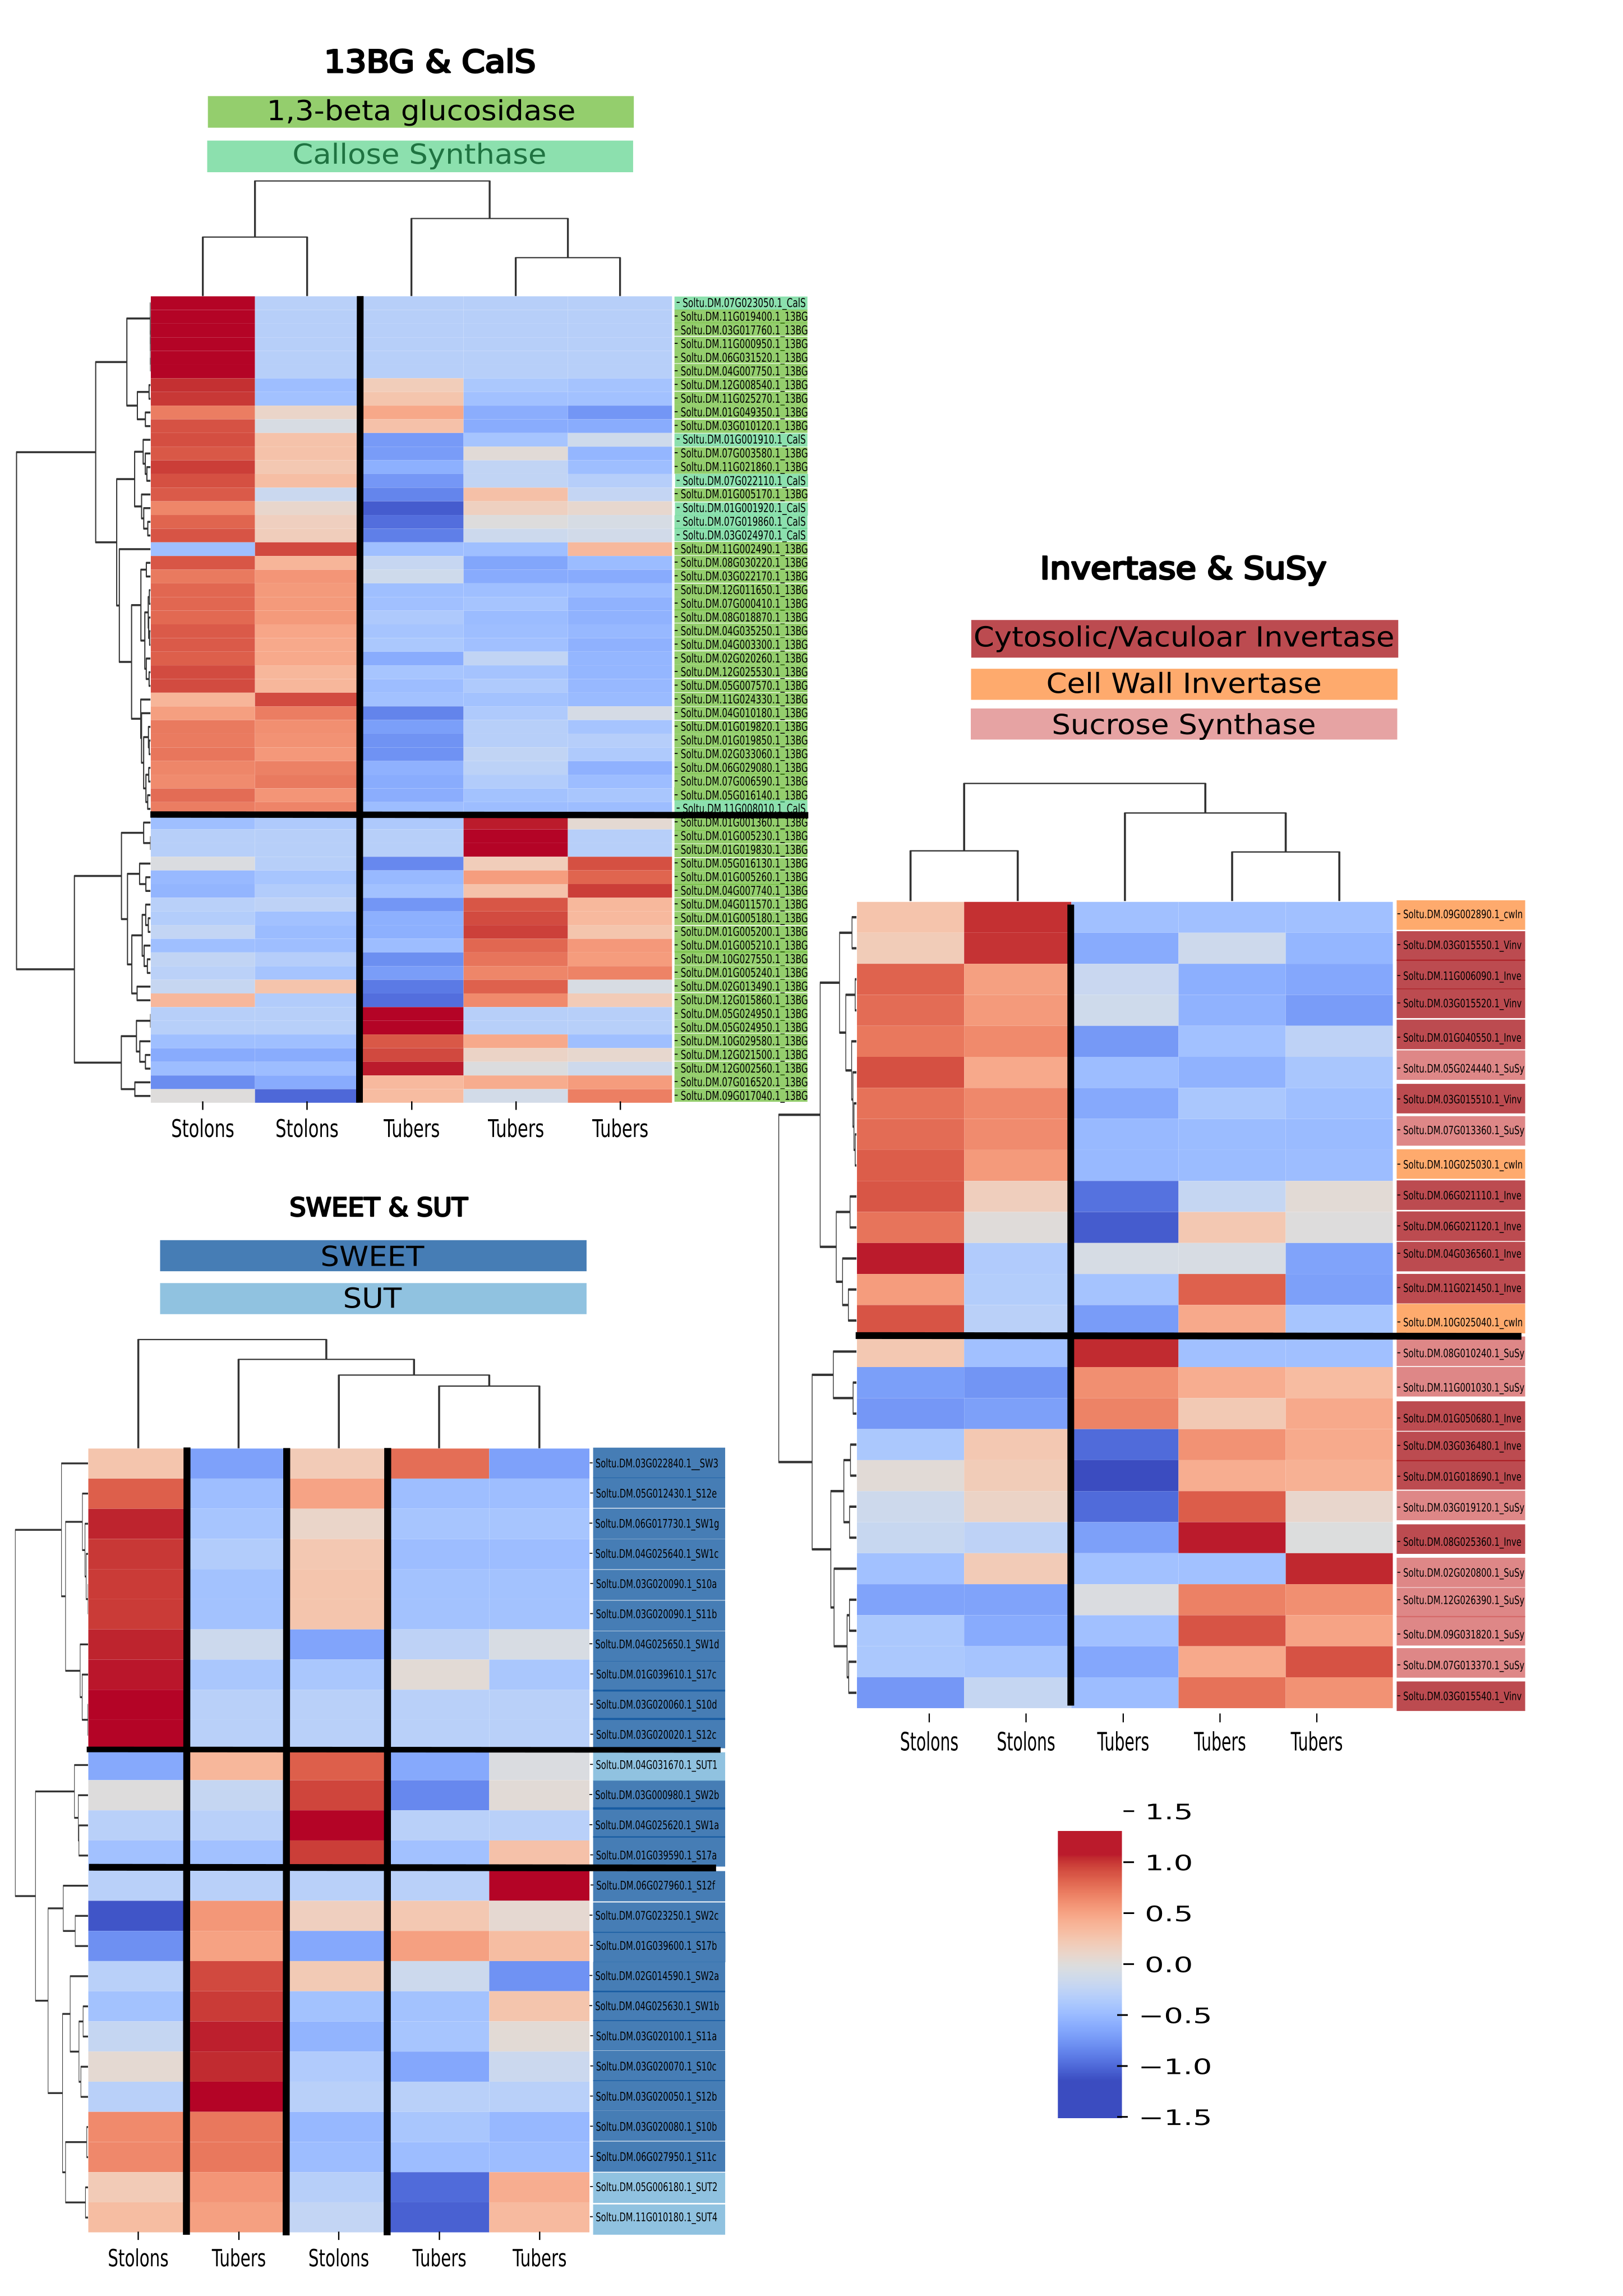 13BG & CalS
1,3-beta glucosidase
Callose Synthase
Soltu.DM.07G023050.1_CalS
Soltu.DM.11G019400.1_13BG
Soltu.DM.03G017760.1_13BG
Soltu.DM.11G000950.1_13BG
Soltu.DM.06G031520.1_13BG
Soltu.DM.04G007750.1_13BG
Soltu.DM.12G008540.1_13BG
Soltu.DM.11G025270.1_13BG
Soltu.DM.01G049350.1_13BG
Soltu.DM.03G010120.1_13BG
Soltu.DM.01G001910.1_CalS
Soltu.DM.07G003580.1_13BG
Soltu.DM.11G021860.1_13BG
Soltu.DM.07G022110.1_CalS
Soltu.DM.01G005170.1_13BG
Soltu.DM.01G001920.1_CalS
Soltu.DM.07G019860.1_CalS
Soltu.DM.03G024970.1_CalS
Soltu.DM.11G002490.1_13BG
Soltu.DM.08G030220.1_13BG
Soltu.DM.03G022170.1_13BG
Soltu.DM.12G011650.1_13BG
Soltu.DM.07G000410.1_13BG
Soltu.DM.08G018870.1_13BG
Soltu.DM.04G035250.1_13BG
Soltu.DM.04G003300.1_13BG
Soltu.DM.02G020260.1_13BG
Soltu.DM.12G025530.1_13BG
Soltu.DM.05G007570.1_13BG
Soltu.DM.11G024330.1_13BG
Soltu.DM.04G010180.1_13BG
Soltu.DM.01G019820.1_13BG
Soltu.DM.01G019850.1_13BG
Soltu.DM.02G033060.1_13BG
Soltu.DM.06G029080.1_13BG
Soltu.DM.07G006590.1_13BG
Soltu.DM.05G016140.1_13BG
Soltu.DM.11G008010.1_CalS
Soltu.DM.01G001360.1_13BG
Soltu.DM.01G005230.1_13BG
Soltu.DM.01G019830.1_13BG
Soltu.DM.05G016130.1_13BG
Soltu.DM.01G005260.1_13BG
Soltu.DM.04G007740.1_13BG
Soltu.DM.04G011570.1_13BG
Soltu.DM.01G005180.1_13BG
Soltu.DM.01G005200.1_13BG
Soltu.DM.01G005210.1_13BG
Soltu.DM.10G027550.1_13BG
Soltu.DM.01G005240.1_13BG
Soltu.DM.02G013490.1_13BG
Soltu.DM.12G015860.1_13BG
Soltu.DM.05G024950.1_13BG
Soltu.DM.05G024950.1_13BG
Soltu.DM.10G029580.1_13BG
Soltu.DM.12G021500.1_13BG
Soltu.DM.12G002560.1_13BG
Soltu.DM.07G016520.1_13BG
Soltu.DM.09G017040.1_13BG
Stolons Stolons Tubers Tubers Tubers
Invertase & SuSy
Cytosolic/Vaculoar Invertase
Cell Wall Invertase
Sucrose Synthase
Soltu.DM.09G002890.1_cwIn
Soltu.DM.03G015550.1_Vinv
Soltu.DM.11G006090.1_Inve
Soltu.DM.03G015520.1_Vinv
Soltu.DM.01G040550.1_Inve
Soltu.DM.05G024440.1_SuSy
Soltu.DM.03G015510.1_Vinv
Soltu.DM.07G013360.1_SuSy
Soltu.DM.10G025030.1_cwIn
Soltu.DM.06G021110.1_Inve
Soltu.DM.06G021120.1_Inve
Soltu.DM.04G036560.1_Inve
Soltu.DM.11G021450.1_Inve
Soltu.DM.10G025040.1_cwIn
Soltu.DM.08G010240.1_SuSy
Soltu.DM.11G001030.1_SuSy
Soltu.DM.01G050680.1_Inve
Soltu.DM.03G036480.1_Inve
Soltu.DM.01G018690.1_Inve
Soltu.DM.03G019120.1_SuSy
Soltu.DM.08G025360.1_Inve
Soltu.DM.02G020800.1_SuSy
Soltu.DM.12G026390.1_SuSy
Soltu.DM.09G031820.1_SuSy
Soltu.DM.07G013370.1_SuSy
Soltu.DM.03G015540.1_Vinv
Stolons Stolons Tubers Tubers Tubers
SWEET & SUT
SWEET
SUT
Soltu.DM.03G022840.1__SW3
Soltu.DM.05G012430.1_S12e
Soltu.DM.06G017730.1_SW1g
Soltu.DM.04G025640.1_SW1c
Soltu.DM.03G020090.1_S10a
Soltu.DM.03G020090.1_S11b
Soltu.DM.04G025650.1_SW1d
Soltu.DM.01G039610.1_S17c
Soltu.DM.03G020060.1_S10d
Soltu.DM.03G020020.1_S12c
Soltu.DM.04G031670.1_SUT1
Soltu.DM.03G000980.1_SW2b
Soltu.DM.04G025620.1_SW1a
Soltu.DM.01G039590.1_S17a
Soltu.DM.06G027960.1_S12f
Soltu.DM.07G023250.1_SW2c
Soltu.DM.01G039600.1_S17b
Soltu.DM.02G014590.1_SW2a
Soltu.DM.04G025630.1_SW1b
Soltu.DM.03G020100.1_S11a
Soltu.DM.03G020070.1_S10c
Soltu.DM.03G020050.1_S12b
Soltu.DM.03G020080.1_S10b
Soltu.DM.06G027950.1_S11c
Soltu.DM.05G006180.1_SUT2
Soltu.DM.11G010180.1_SUT4
Stolons Tubers Stolons Tubers Tubers
1.5
1.0
0.5
0.0
−0.5
−1.0
−1.5